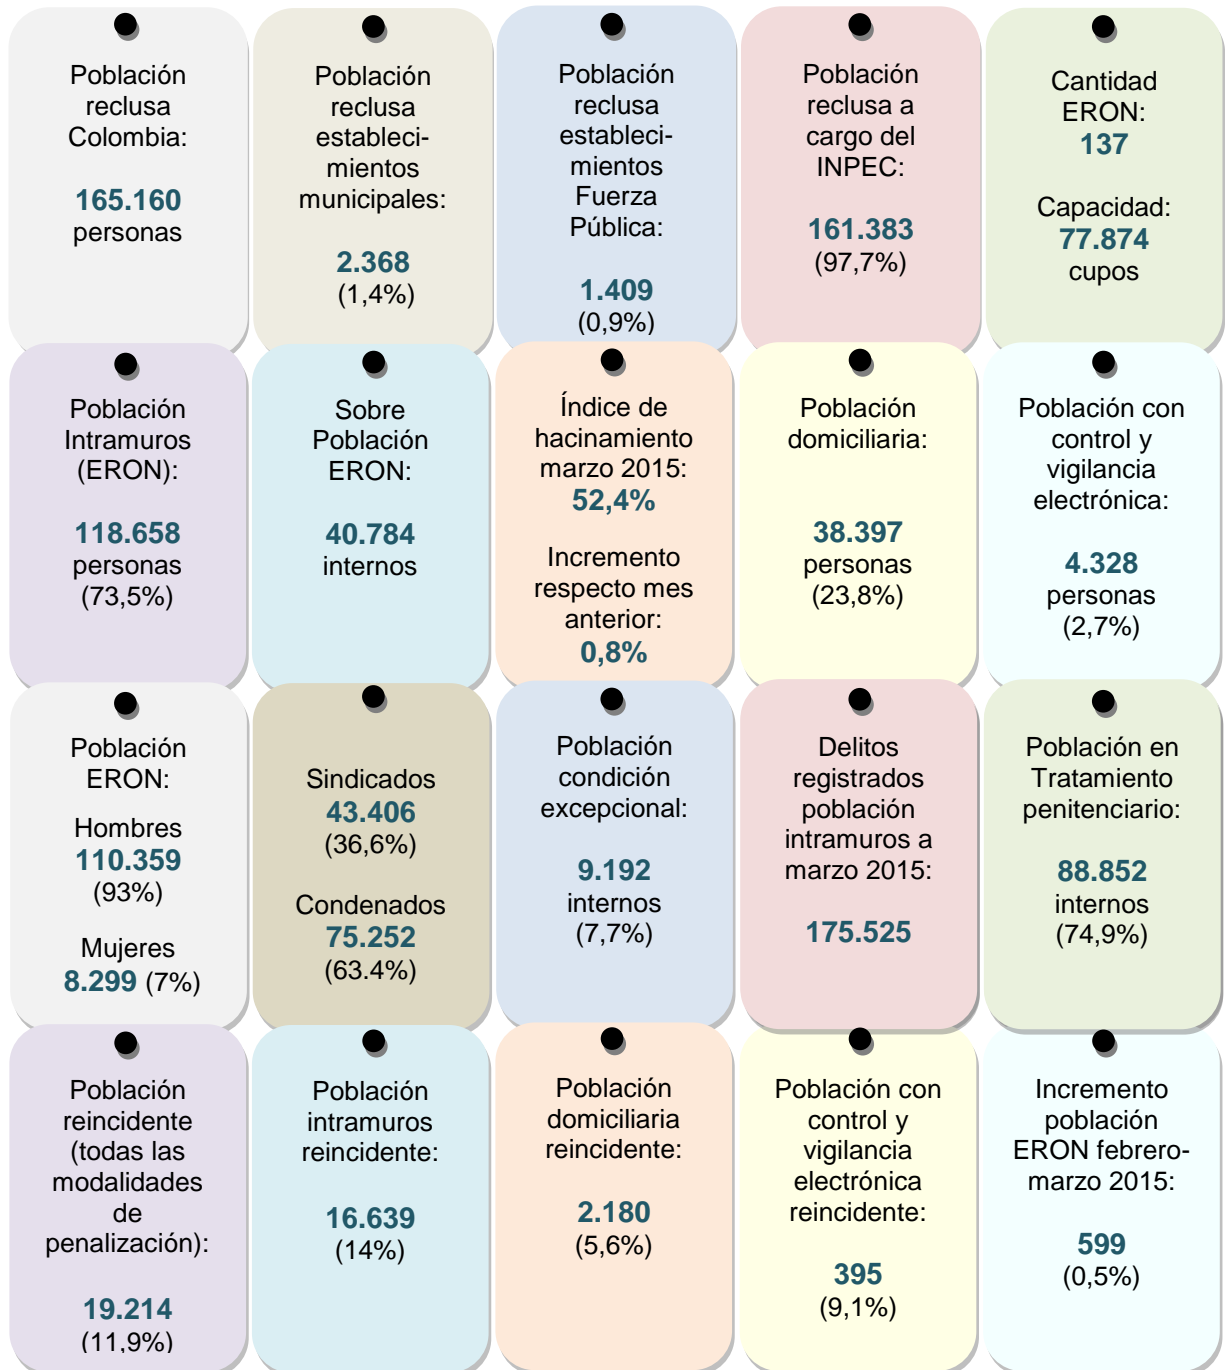 Población
reclusa
Colombia:
165.160
personas
Población
reclusa
estableci-
mientos
municipales:
2.368
(1,4%)
Población
reclusa
estableci-
mientos
Fuerza
Pública:
1.409
(0,9%)
Población
reclusa a
cargo del
INPEC:
161.383
(97,7%)
Cantidad
ERON:
137
Capacidad:
77.874
cupos
Población
Intramuros
(ERON):
118.658
personas
(73,5%)
Sobre
Población
ERON:
40.784
internos
Índice de
hacinamiento
marzo 2015:
52,4%
Incremento
respecto mes
anterior:
0,8%
Población
domiciliaria:
38.397
personas
(23,8%)
Población con
control y
vigilancia
electrónica:
4.328
personas
(2,7%)
Población
ERON:
Hombres
110.359
(93%)
Mujeres
8.299 (7%)
Sindicados
43.406
(36,6%)
Condenados
75.252
(63.4%)
Población
condición
excepcional:
9.192
internos
(7,7%)
Delitos
registrados
población
intramuros a
marzo 2015:
175.525
Población en
Tratamiento
penitenciario:
88.852
internos
(74,9%)
Población
reincidente
(todas las
modalidades
de
penalización):
19.214
(11,9%)
Población
intramuros
reincidente:
16.639
(14%)
Población
domiciliaria
reincidente:
2.180
(5,6%)
Población con
control y
vigilancia
electrónica
reincidente:
395
(9,1%)
Incremento
población
ERON febrero-
marzo 2015:
599
(0,5%)